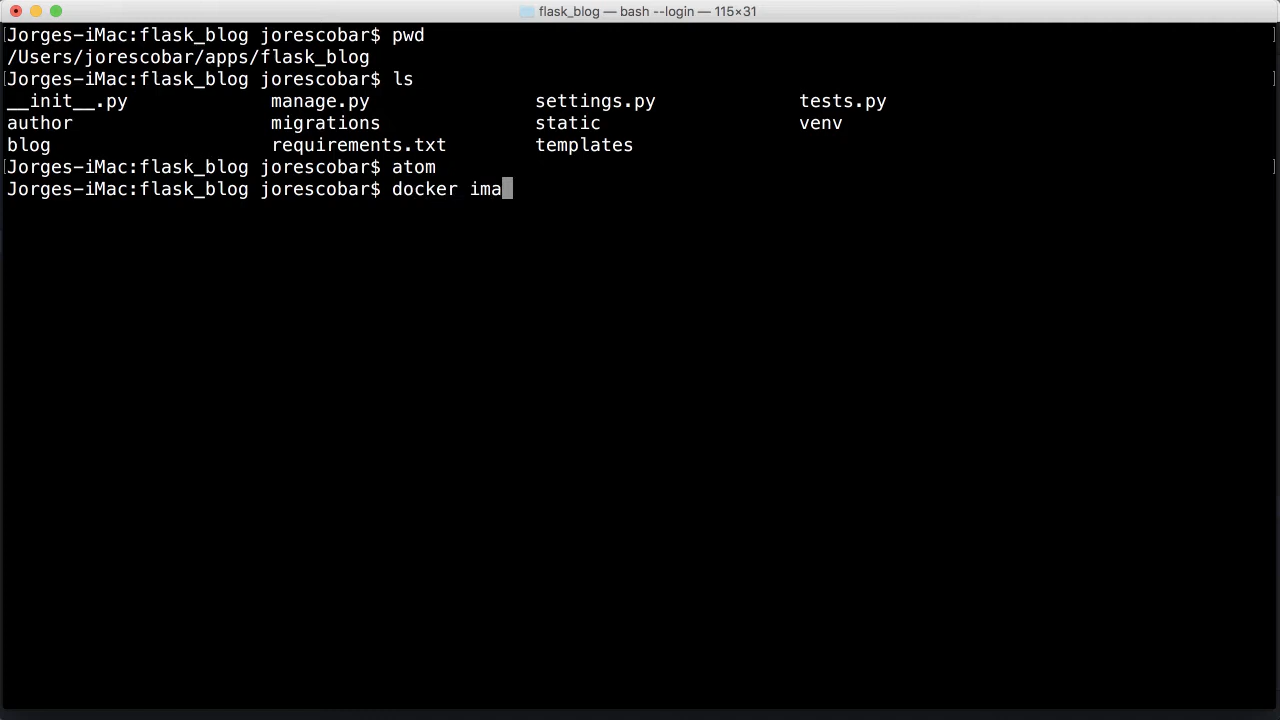 flask_blog — bash --login — 115×31
Jorges-iMac:flask_blog jorescobar$ pwd
/Users/jorescobar/apps/flask_blog
Jorges-iMac:flask_blog jorescobar$ ls
__init__.py manage.py settings.py tests.py
author migrations static venv
blog requirements.txt templates
Jorges-iMac:flask_blog jorescobar$ atom
Jorges-iMac:flask_blog jorescobar$ docker ima